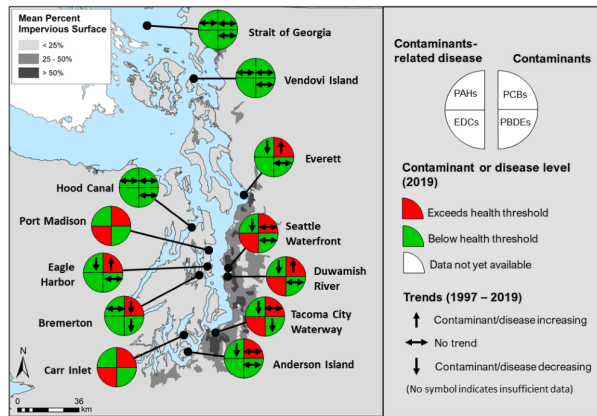 Mean Percent
Impervious Surface
< 25%
25 - 50%
> 50%
Strait of Georgia
Vendovi Island
Everett
Hood Canal
Port Madison
Seattle
Waterfront
Eagle
Harbor
Duwamish
River
Bremerton
Tacoma City
Waterway
Carr Inlet
Anderson Island
N
0
36
km
Contaminants-
related disease
Contaminants
PAHs
PCBs
EDCs
PBDEs
Contaminant or disease level
(2019)
Exceeds health threshold
Below health threshold
Data not yet available
Trends (1997 – 2019)
Contaminant/disease increasing
No trend
Contaminant/disease decreasing
(No symbol indicates insufficient data)